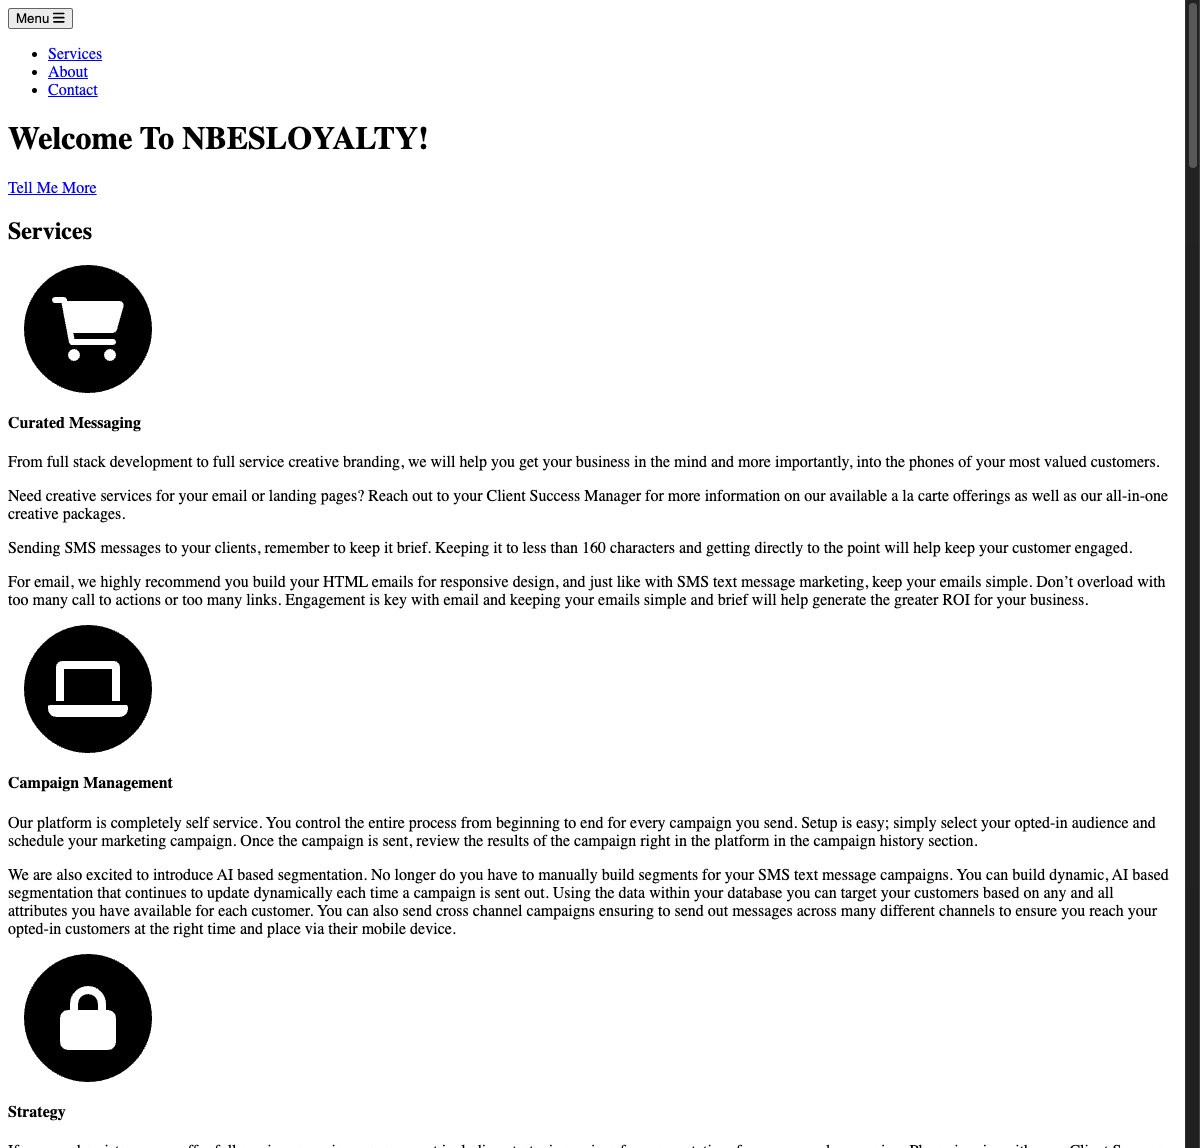 Menu
Services
About
Contact
Welcome To NBESLOYALTY!
Tell Me More
Services
Curated Messaging
From full stack development to full service creative branding, we will help you get your business in the mind and more importantly, into the phones of your most valued customers.
Need creative services for your email or landing pages? Reach out to your Client Success Manager for more information on our available a la carte offerings as well as our all-in-one
creative packages.
Sending SMS messages to your clients, remember to keep it brief. Keeping it to less than 160 characters and getting directly to the point will help keep your customer engaged.
For email, we highly recommend you build your HTML emails for responsive design, and just like with SMS text message marketing, keep your emails simple. Don’t overload with
too many call to actions or too many links. Engagement is key with email and keeping your emails simple and brief will help generate the greater ROI for your business.
Campaign Management
Our platform is completely self service. You control the entire process from beginning to end for every campaign you send. Setup is easy; simply select your opted-in audience and
schedule your marketing campaign. Once the campaign is sent, review the results of the campaign right in the platform in the campaign history section.
We are also excited to introduce AI based segmentation. No longer do you have to manually build segments for your SMS text message campaigns. You can build dynamic, AI based
segmentation that continues to update dynamically each time a campaign is sent out. Using the data within your database you can target your customers based on any and all
attributes you have available for each customer. You can also send cross channel campaigns ensuring to send out messages across many different channels to ensure you reach your
opted-in customers at the right time and place via their mobile device.
Strategy